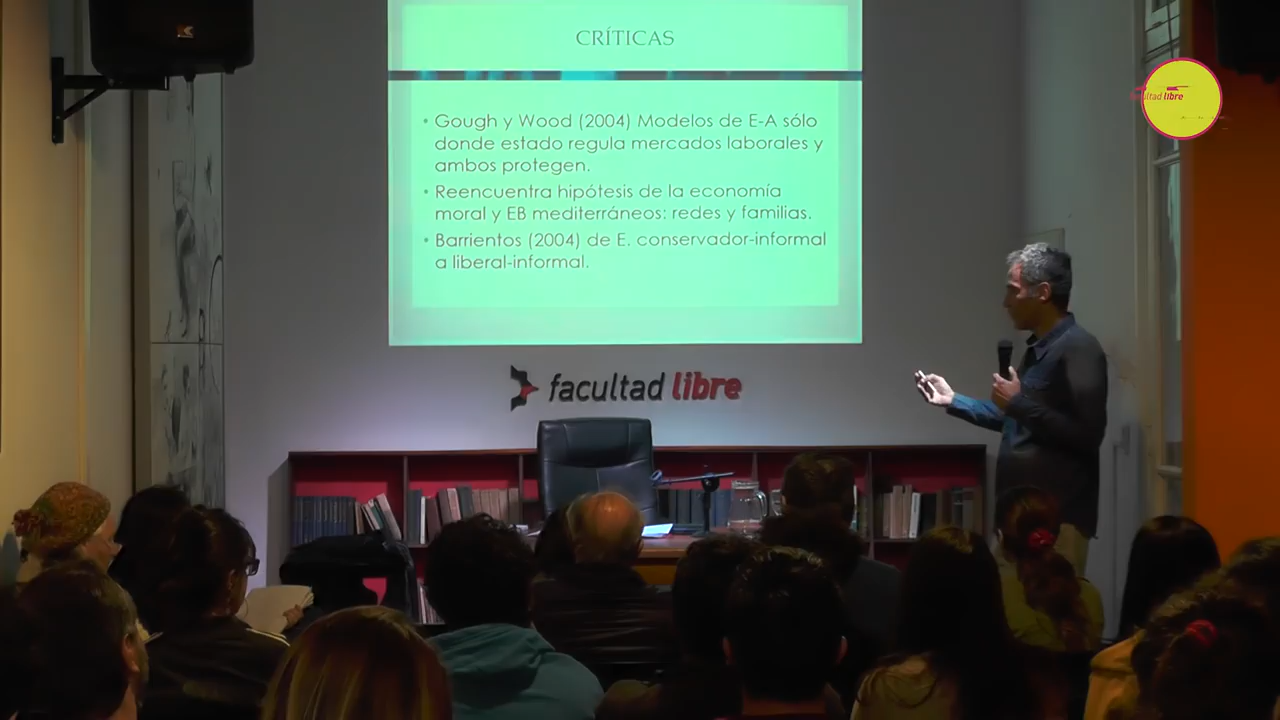 CRÍTICAS
• Gough y Wood (2004) Modelos de E-A sólo
donde estado regula mercados laborales y
ambos protegen.
• Reencuentra hipótesis de la economía
moral y EB mediterráneos: redes y familias.
• Barrientos (2004) de E. conservador-informal
a liberal-informal.
facultad libre
facultad libre